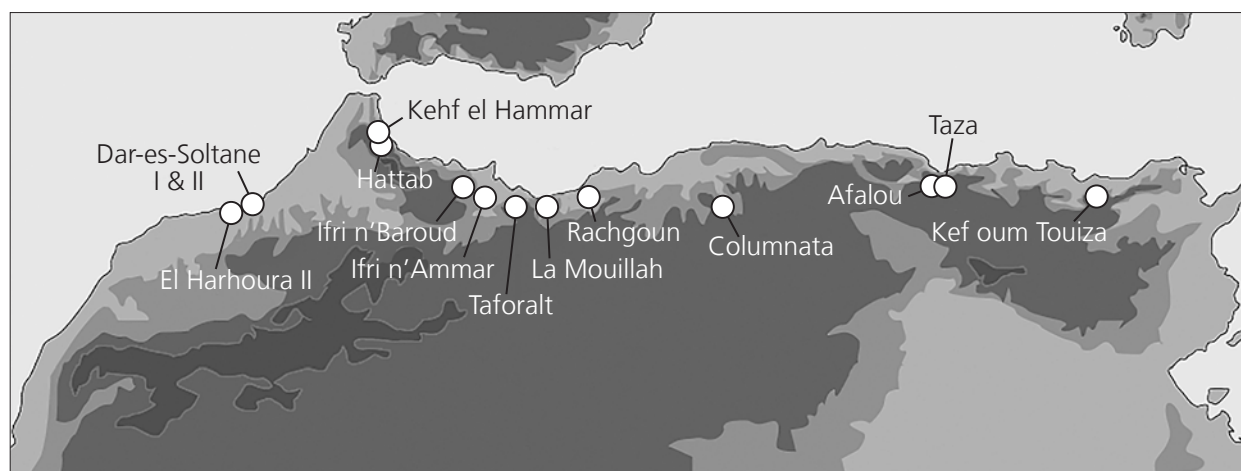 Kehf el Hammar
Taza
Dar-es-Soltane
I & II
Hattab
Afalou
Ifri n’Baroud
Rachgoun
Columnata
Kef oum Touiza
El Harhoura II
Ifri n’Ammar
La Mouillah
Taforalt